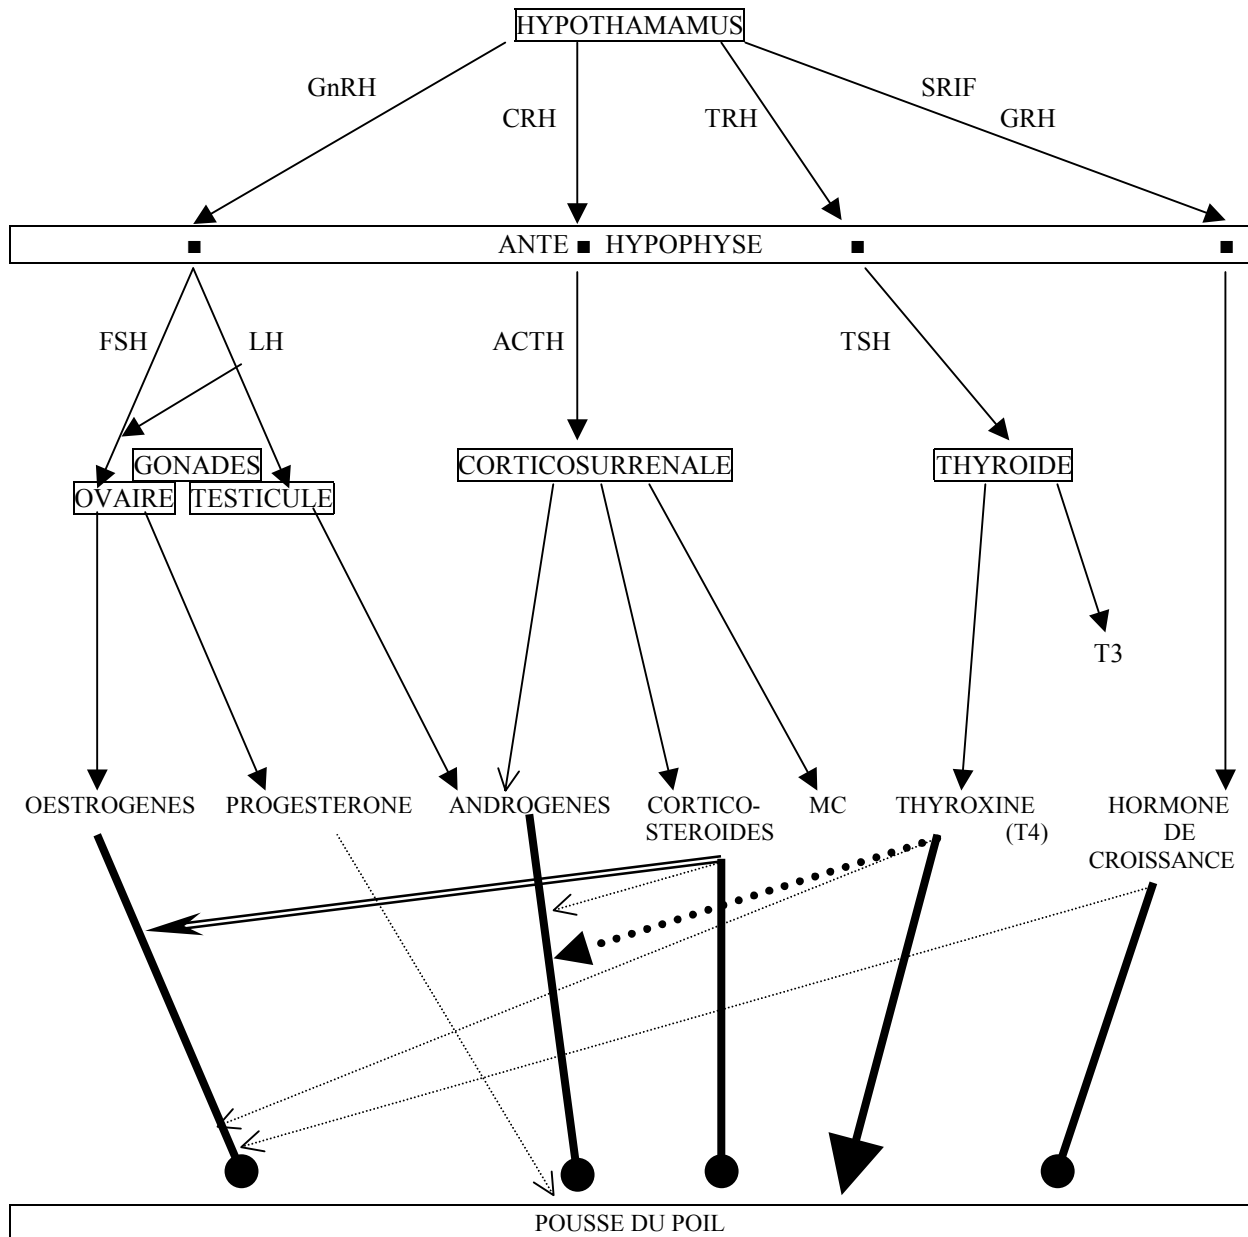 HYPOTHAMAMUS
GnRH
CRH
TRH
SRIF
GRH
ANTE ▪ HYPOPHYSE
FSH
LH
ACTH
TSH
GONADES
OVAIRE
TESTICULE
CORTICOSURRENALE
THYROIDE
T3
OESTROGENES
PROGESTERONE
ANDROGENES
CORTICO-
STEROIDES
MC
THYROXINE
(T4)
HORMONE
DE
CROISSANCE
POUSSE DU POIL